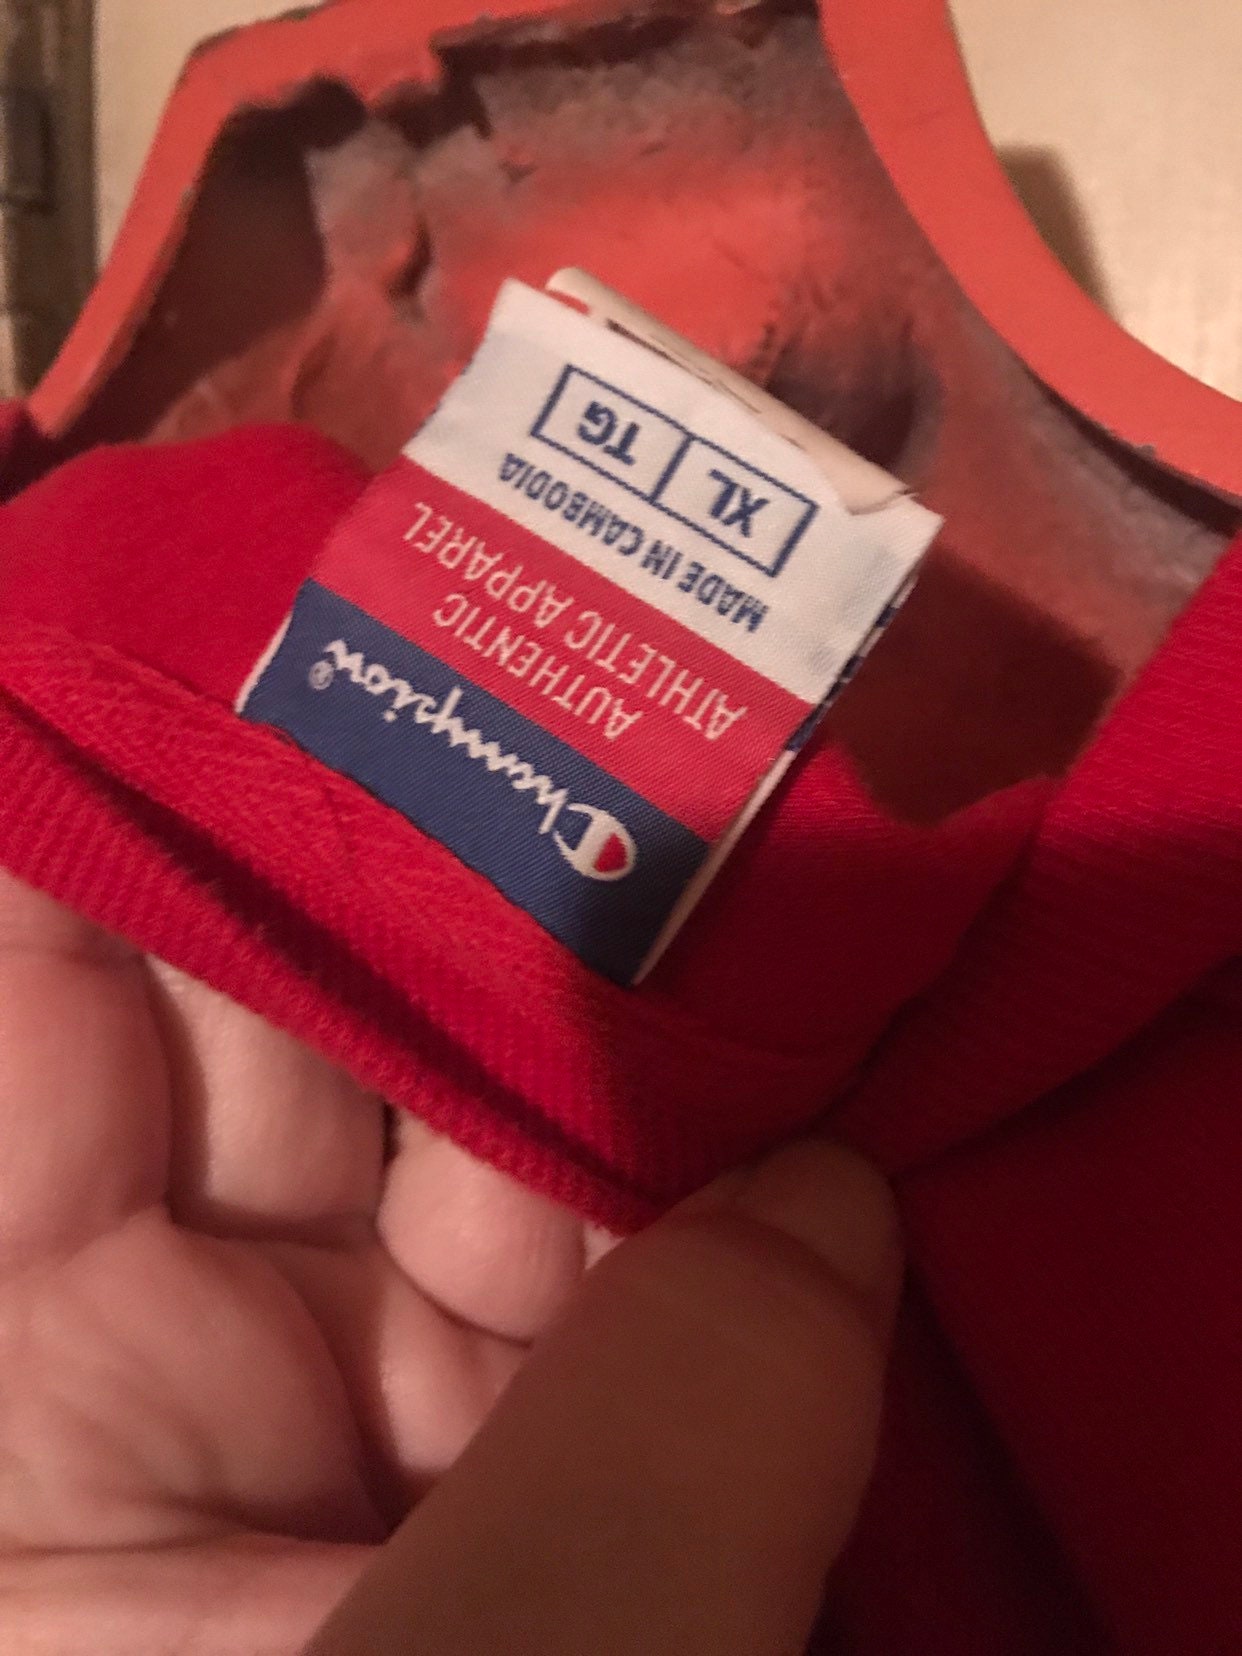 Champion®
AUTHENTIC
ATHLETIC APPAREL
MADE IN CAMBODIA
XL TG